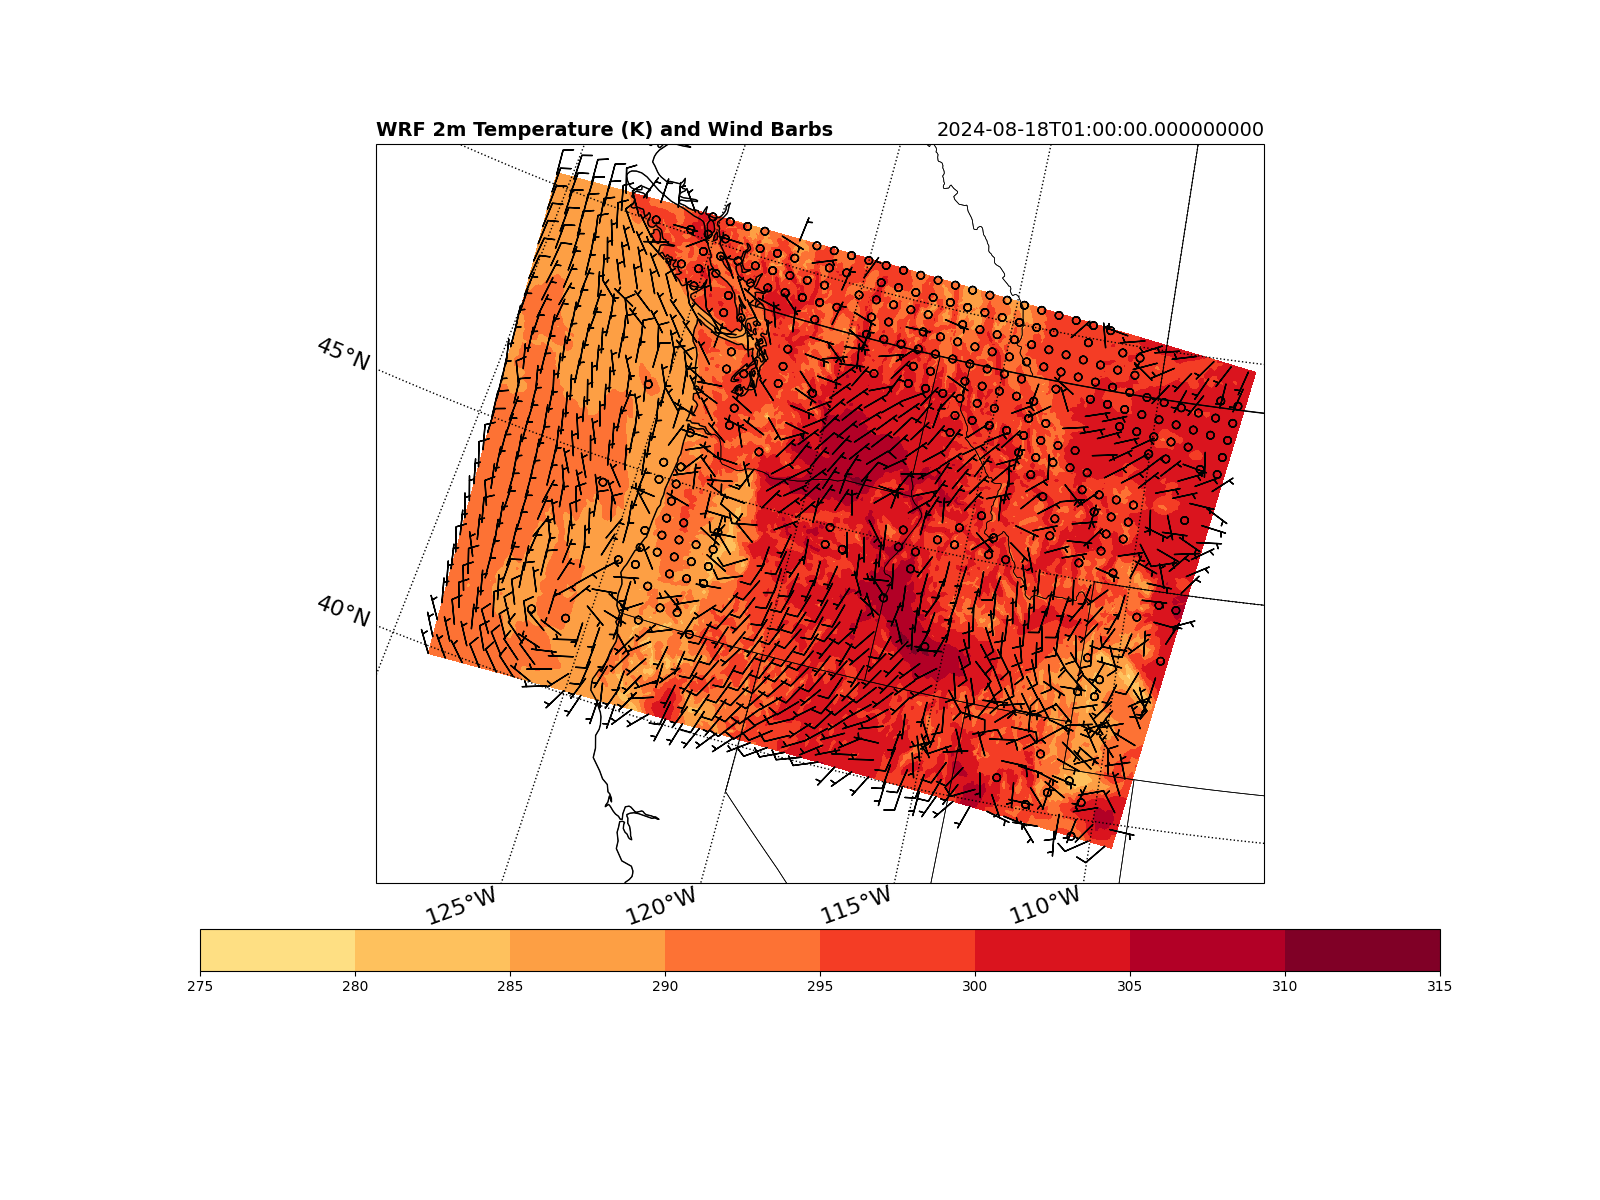 WRF 2m Temperature (K) and Wind Barbs 2024-08-18T01:00:00.000000000
45°N
40°N
125°W 120°W 115°W 110°W
275 280 285 290 295 300 305 310 315